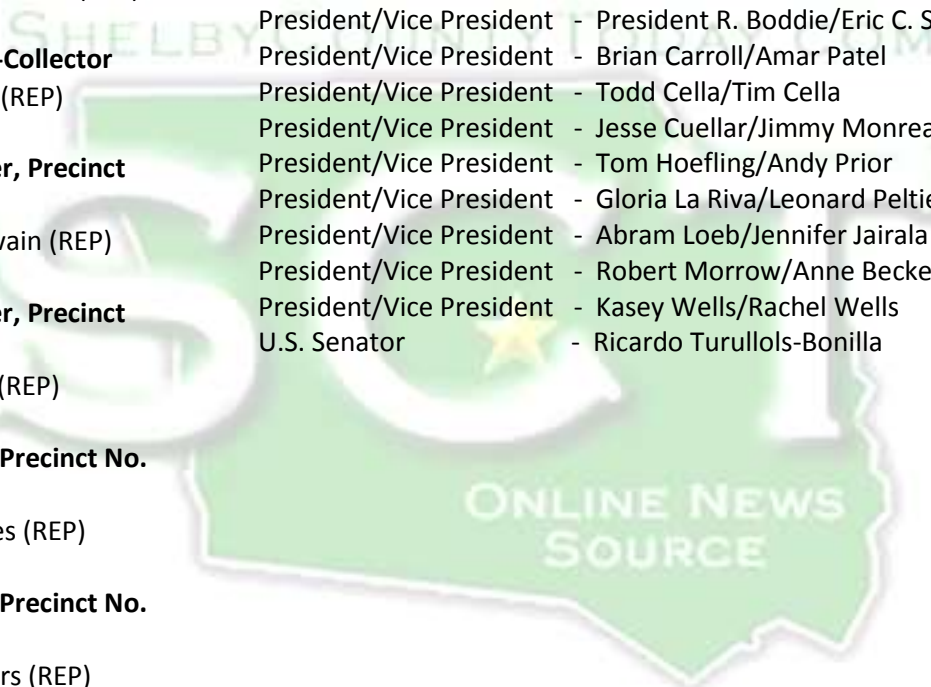 SHELBYCOUNTYTODAY.COM
-Collector
(REP)
er, Precinct
vain (REP)
er, Precinct
(REP)
Precinct No.
es (REP)
Precinct No.
rs (REP)
President/Vice President - President R. Boddie/Eric C. S
President/Vice President - Brian Carroll/Amar Patel
President/Vice President - Todd Cella/Tim Cella
President/Vice President - Jesse Cuellar/Jimmy Monrea
President/Vice President - Tom Hoefling/Andy Prior
President/Vice President - Gloria La Riva/Leonard Peltie
President/Vice President - Abram Loeb/Jennifer Jairala
President/Vice President - Robert Morrow/Anne Becke
President/Vice President - Kasey Wells/Rachel Wells
U.S. Senator - Ricardo Turullols-Bonilla
SCT
ONLINE NEWS
SOURCE